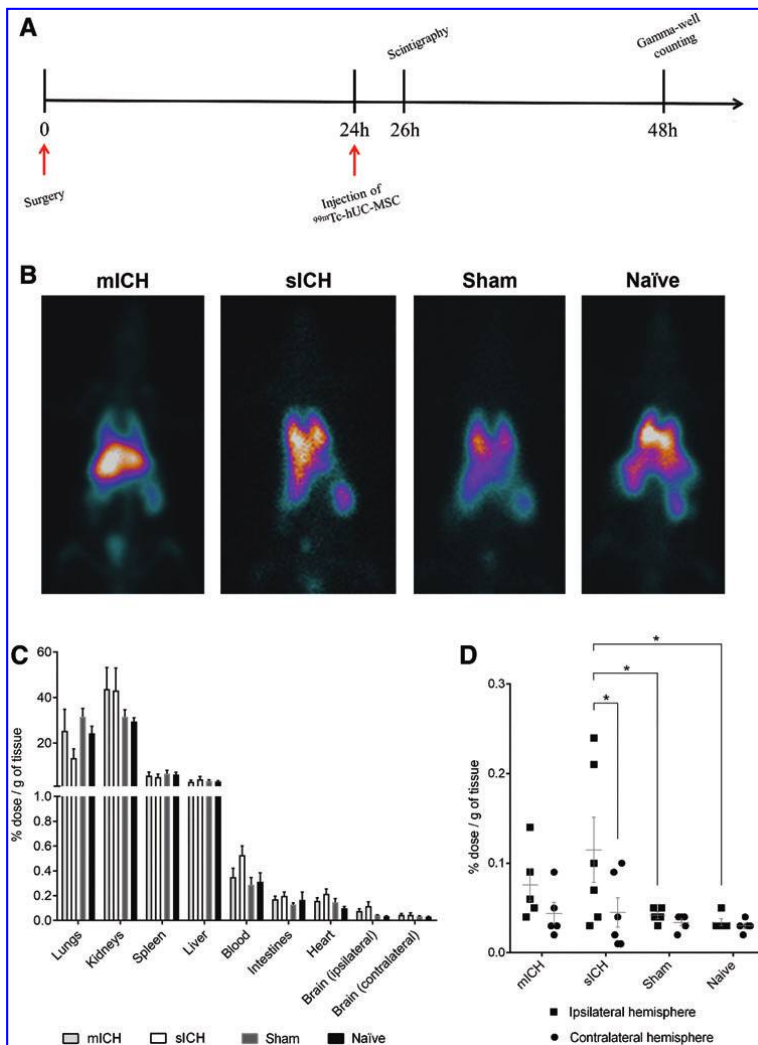 A
Scintigraphy
Gamma-well
counting
0
24h
26h
48h
Surgery
Injection of
99mTc-hUC-MSC
B
mICH
sICH
Sham
Naïve
C
% dose / g of tissue
60
40
20
1.0
0.8
0.6
0.4
0.2
0.0
Lungs
Kidneys
Spleen
Liver
Blood
Intestines
Heart
Brain (ipsilateral)
Brain (contralateral)
mICH
sICH
Sham
Naïve
D
% dose / g of tissue
0.3
0.2
0.1
0.0
*
*
*
mICH
sICH
Sham
Naïve
Ipsilateral hemisphere
Contralateral hemisphere